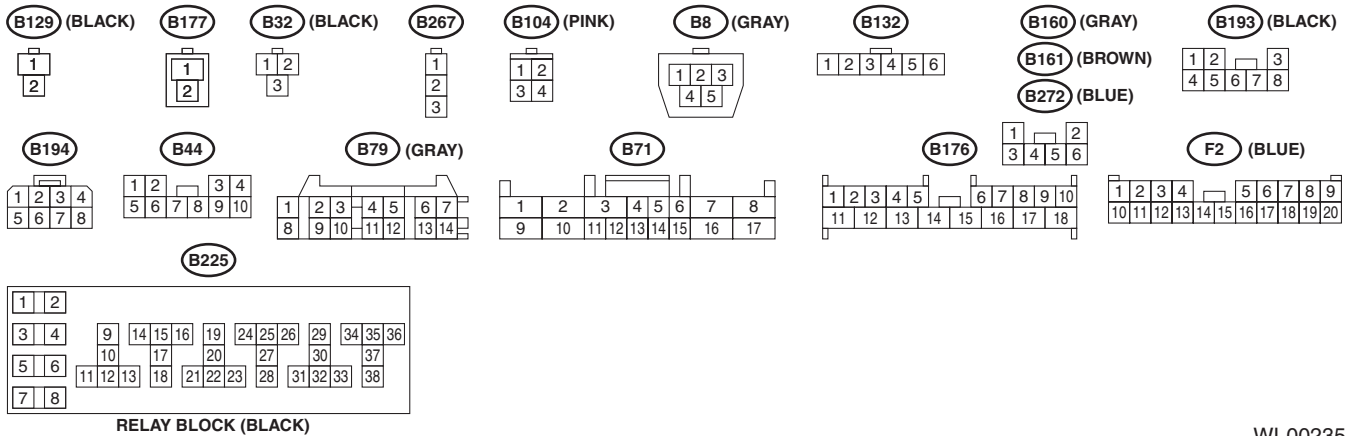 B129 (BLACK) B177 B32 (BLACK) B267 B104 (PINK) B8 (GRAY) B132 B160 (GRAY) B193 (BLACK)
B161 (BROWN)
B272 (BLUE)
1
2
1
2
1 2
3
1
2
3
1 2
3 4
1 2 3
4 5
1 2 3 4 5 6
1 2
3 4 5 6
1 2 3
4 5 6 7 8
B194 B44 B79 (GRAY) B71 B176 F2 (BLUE)
1 2 3 4
5 6 7 8
1 2 3 4
5 6 7 8 9 10
1 2 3 4 5 6 7
8 9 10 11 12 13 14
1 2 3 4 5 6 7 8
9 10 11 12 13 14 15 16 17
1 2 3 4 5 6 7 8 9 10
11 12 13 14 15 16 17 18
1 2 3 4 5 6 7 8 9
10 11 12 13 14 15 16 17 18 19 20
B225
1 2
3 4 9 14 15 16 19 24 25 26 29 34 35 36
10 17 20 27 30 37
5 6 11 12 13 18 21 22 23 28 31 32 33 38
7 8
RELAY BLOCK (BLACK)